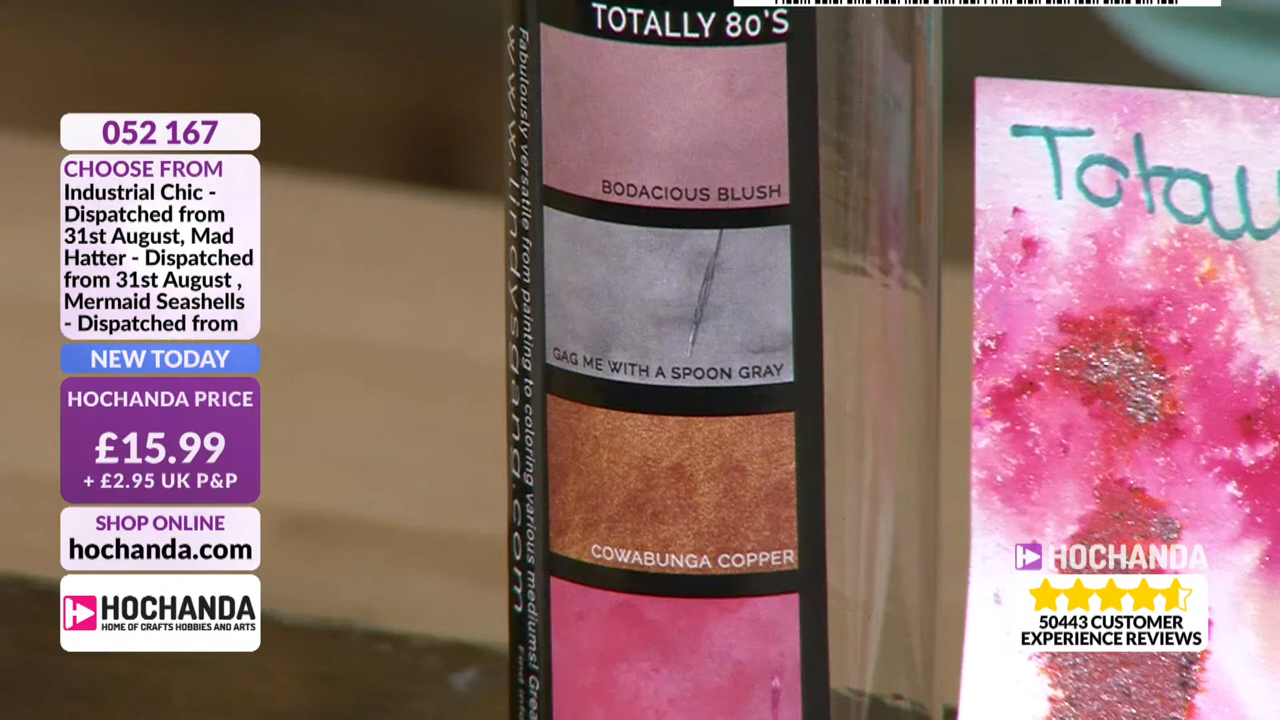 052 167
CHOOSE FROM
Industrial Chic -
Dispatched from
31st August, Mad
Hatter - Dispatched
from 31st August ,
Mermaid Seashells
- Dispatched from
NEW TODAY
HOCHANDA PRICE
£15.99
+ £2.95 UK P&P
SHOP ONLINE
hochanda.com
HOCHANDA
HOME OF CRAFTS HOBBIES AND ARTS
TOTALLY 80'S
BODACIOUS BLUSH
GAG ME WITH A SPOON GRAY
COWABUNGA COPPER
Fabulously versatile from painting to coloring various mediums!
www.lindysgang.com
HOCHANDA
50443 CUSTOMER
EXPERIENCE REVIEWS